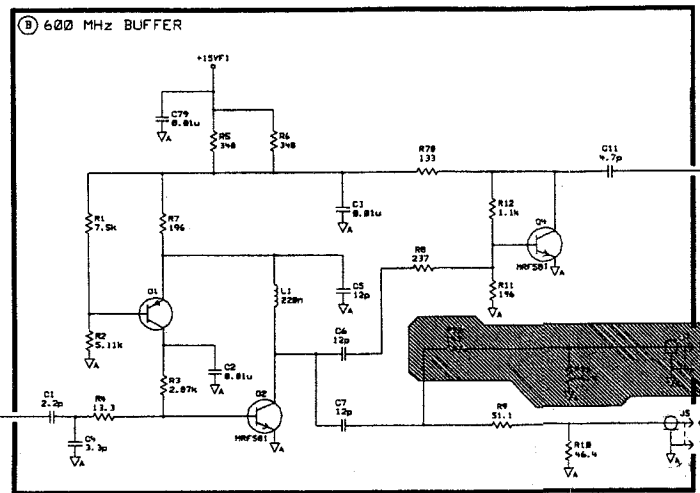 B 600 MHz BUFFER
+15VF1
C79
0.01u
R5
348
R6
348
R70
133
C11
4.7p
R1
7.5k
R7
196
C3
0.01u
R12
1.1k
Q4
MRF581
R8
237
R11
196
L1
220n
C5
12p
Q1
R2
5.11k
C6
12p
C2
0.01u
R3
2.87k
Q2
MRF581
C7
12p
C1
2.2p
R4
13.3
C4
3.3p
R9
51.1
J5
R10
46.4
A
A
A
A
A
A
A
A
A
A
A